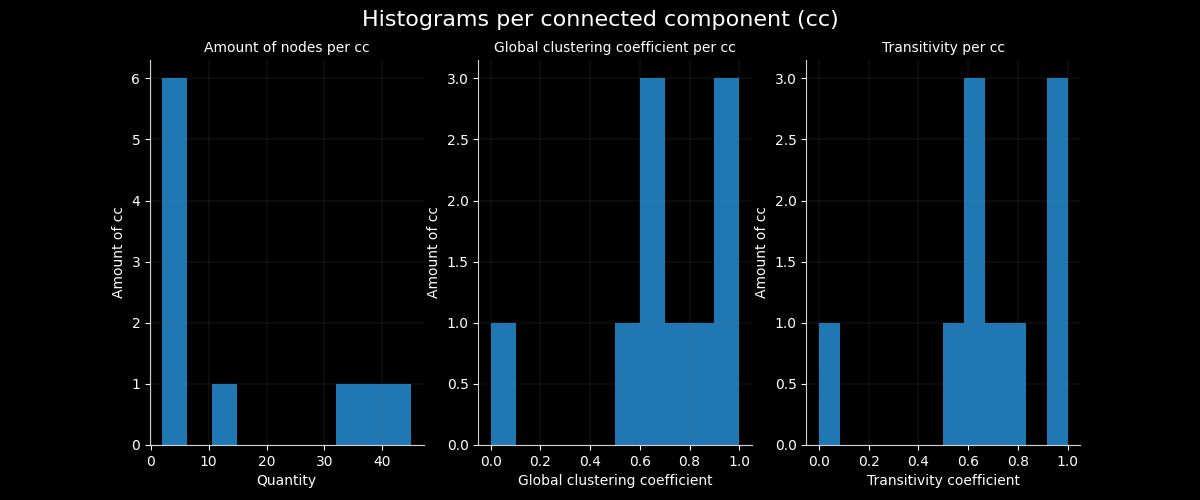 Histograms per connected component (cc)
Amount of nodes per cc
Amount of cc
6
5
4
3
2
1
0
0 10 20 30 40
Quantity
Global clustering coefficient per cc
Amount of cc
3.0
2.5
2.0
1.5
1.0
0.5
0.0
0.0 0.2 0.4 0.6 0.8 1.0
Global clustering coefficient
Transitivity per cc
Amount of cc
3.0
2.5
2.0
1.5
1.0
0.5
0.0
0.0 0.2 0.4 0.6 0.8 1.0
Transitivity coefficient